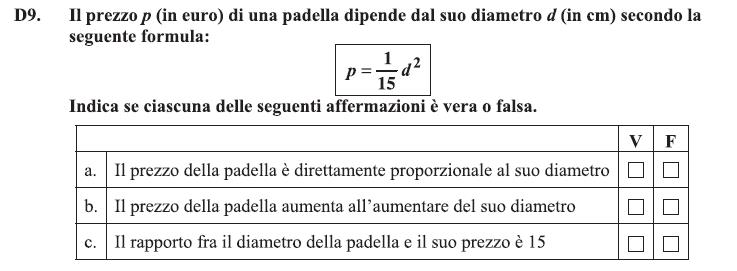 D9. Il prezzo p (in euro) di una padella dipende dal suo diametro d (in cm) secondo la
seguente formula:
p = 1/15 d²
Indica se ciascuna delle seguenti affermazioni è vera o falsa.
V F
a. Il prezzo della padella è direttamente proporzionale al suo diametro □ □
b. Il prezzo della padella aumenta all’aumentare del suo diametro □ □
c. Il rapporto fra il diametro della padella e il suo prezzo è 15 □ □